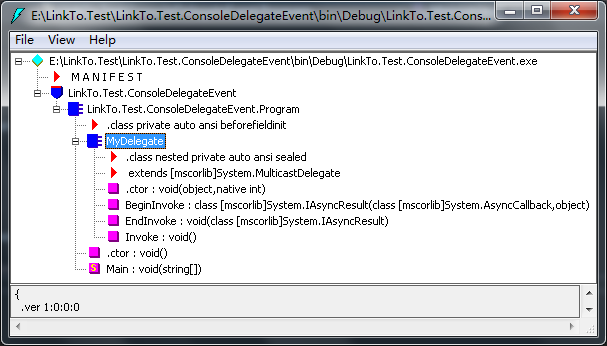 E:\LinkTo.Test\LinkTo.Test.ConsoleDelegateEvent\bin\Debug\LinkTo.Test.Cons...
File View Help
E:\LinkTo.Test\LinkTo.Test.ConsoleDelegateEvent\bin\Debug\LinkTo.Test.ConsoleDelegateEvent.exe
M A N I F E S T
LinkTo.Test.ConsoleDelegateEvent
LinkTo.Test.ConsoleDelegateEvent.Program
.class private auto ansi beforefieldinit
MyDelegate
.class nested private auto ansi sealed
extends [mscorlib]System.MulticastDelegate
.ctor : void(object,native int)
BeginInvoke : class [mscorlib]System.IAsyncResult(class [mscorlib]System.AsyncCallback,object)
EndInvoke : void(class [mscorlib]System.IAsyncResult)
Invoke : void()
.ctor : void()
S Main : void(string[])
{
.ver 1:0:0:0